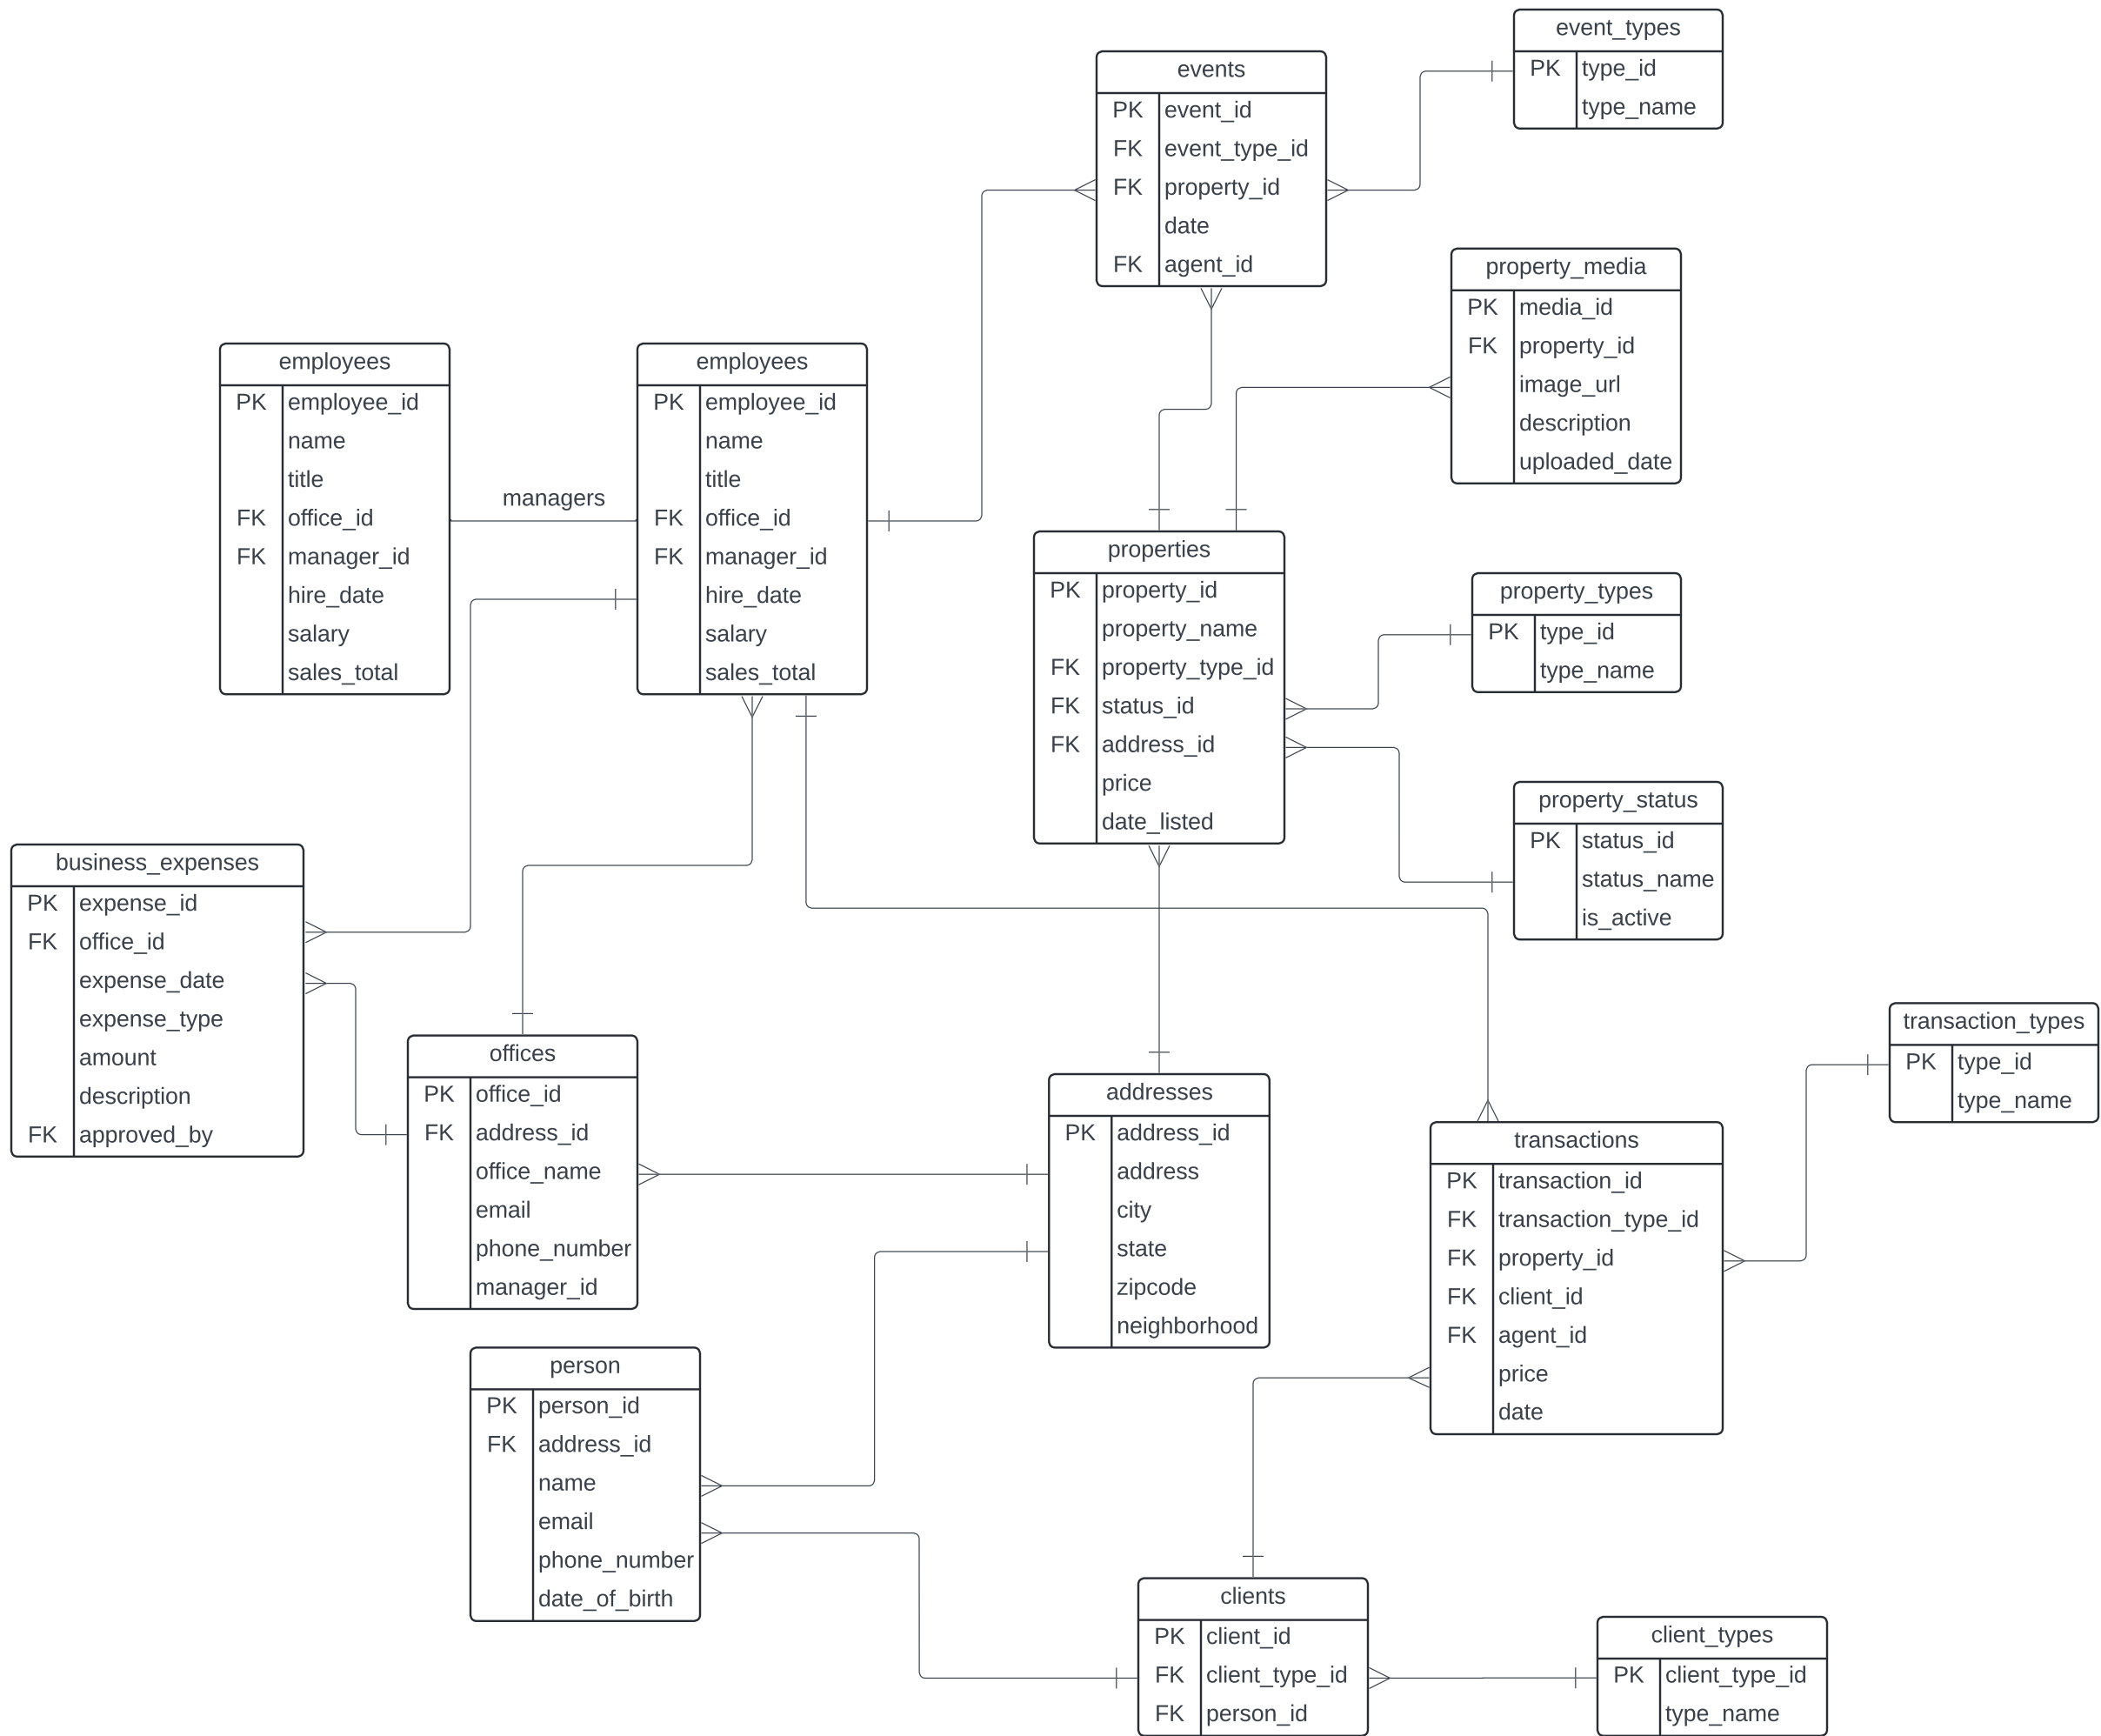 event_types
PK type_id
type_name
events
PK event_id
FK event_type_id
FK property_id
date
FK agent_id
property_media
PK media_id
FK property_id
image_url
description
uploaded_date
employees
PK employee_id
name
title
FK office_id
FK manager_id
hire_date
salary
sales_total
managers
employees
PK employee_id
name
title
FK office_id
FK manager_id
hire_date
salary
sales_total
properties
PK property_id
property_name
FK property_type_id
FK status_id
FK address_id
price
date_listed
property_types
PK type_id
type_name
property_status
PK status_id
status_name
is_active
business_expenses
PK expense_id
FK office_id
expense_date
expense_type
amount
description
FK approved_by
offices
PK office_id
FK address_id
office_name
email
phone_number
manager_id
addresses
PK address_id
address
city
state
zipcode
neighborhood
transaction_types
PK type_id
type_name
transactions
PK transaction_id
FK transaction_type_id
FK property_id
FK client_id
FK agent_id
price
date
person
PK person_id
FK address_id
name
email
phone_number
date_of_birth
clients
PK client_id
FK client_type_id
FK person_id
client_types
PK client_type_id
type_name